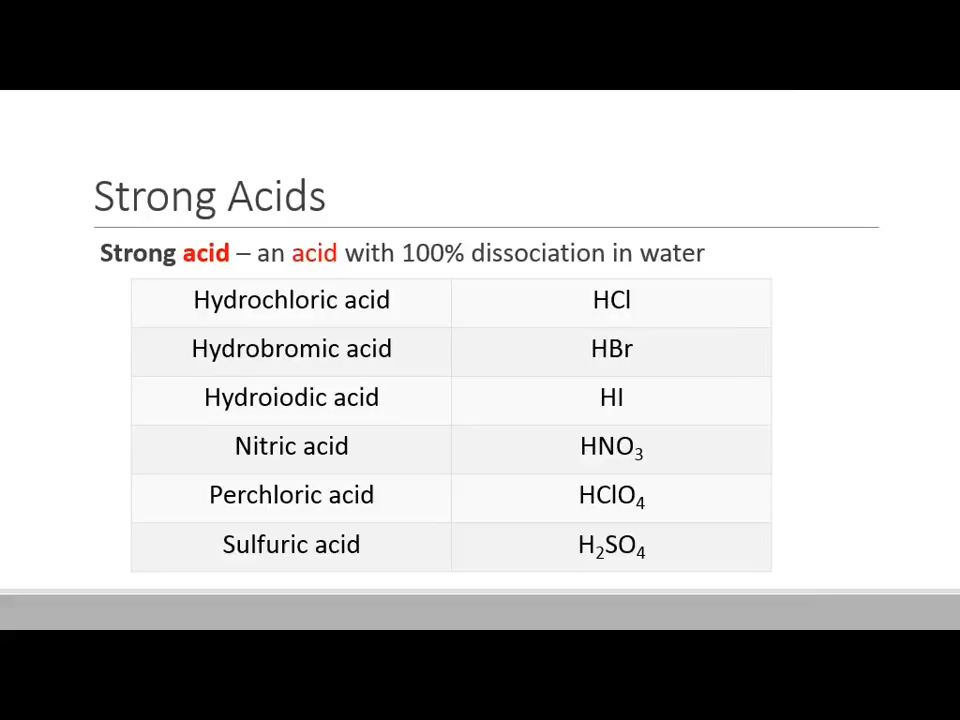 Strong Acids
Strong acid – an acid with 100% dissociation in water
Hydrochloric acid HCl
Hydrobromic acid HBr
Hydroiodic acid HI
Nitric acid HNO₃
Perchloric acid HClO₄
Sulfuric acid H₂SO₄